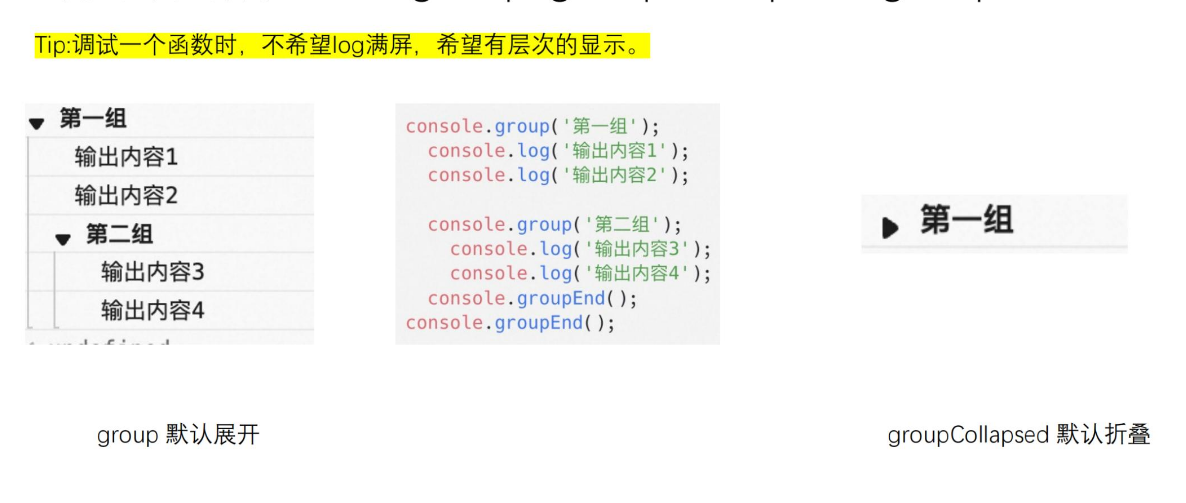 Tip:调试一个函数时，不希望log满屏，希望有层次的显示。
第一组
输出内容1
输出内容2
第二组
输出内容3
输出内容4
console.group('第一组');
console.log('输出内容1');
console.log('输出内容2');
console.group('第二组');
console.log('输出内容3');
console.log('输出内容4');
console.groupEnd();
console.groupEnd();
第一组
group 默认展开
groupCollapsed 默认折叠